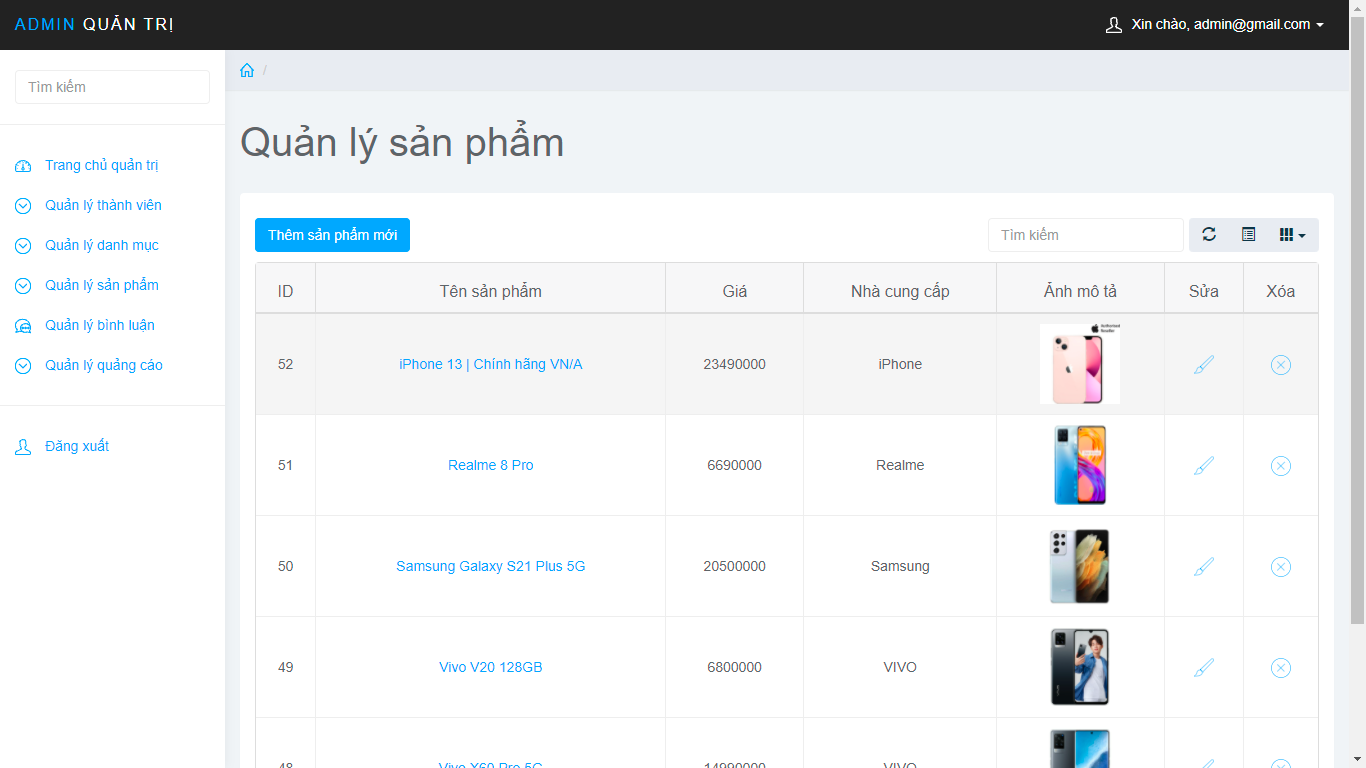 ADMIN QUẢN TRỊ
Xin chào, admin@gmail.com
Tìm kiếm
/
Trang chủ quản trị
Quản lý thành viên
Quản lý danh mục
Quản lý sản phẩm
Quản lý bình luận
Quản lý quảng cáo
Đăng xuất
Quản lý sản phẩm
Thêm sản phẩm mới
Tìm kiếm
ID Tên sản phẩm Giá Nhà cung cấp Ảnh mô tả Sửa Xóa
52 iPhone 13 | Chính hãng VN/A 23490000 iPhone
Authorised
Reseller
51 Realme 8 Pro 6690000 Realme
50 Samsung Galaxy S21 Plus 5G 20500000 Samsung
49 Vivo V20 128GB 6800000 VIVO
48 Vivo X60 Pro 5G 14990000 VIVO